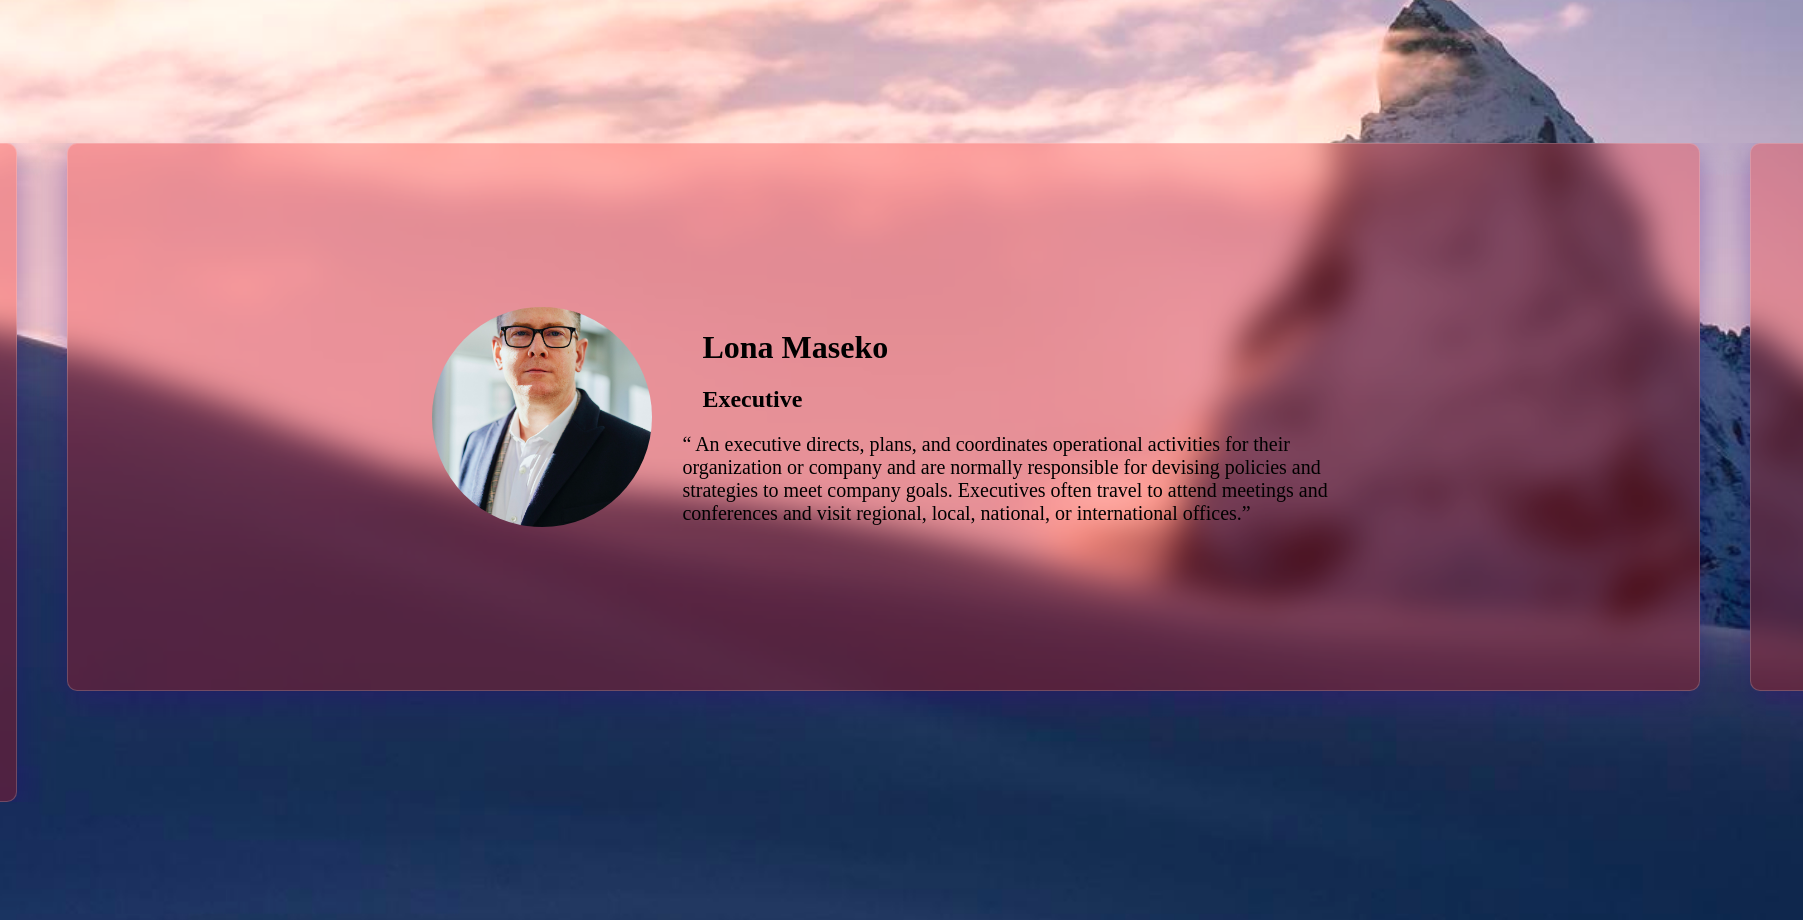 Lona Maseko
Executive
“ An executive directs, plans, and coordinates operational activities for their
organization or company and are normally responsible for devising policies and
strategies to meet company goals. Executives often travel to attend meetings and
conferences and visit regional, local, national, or international offices.”